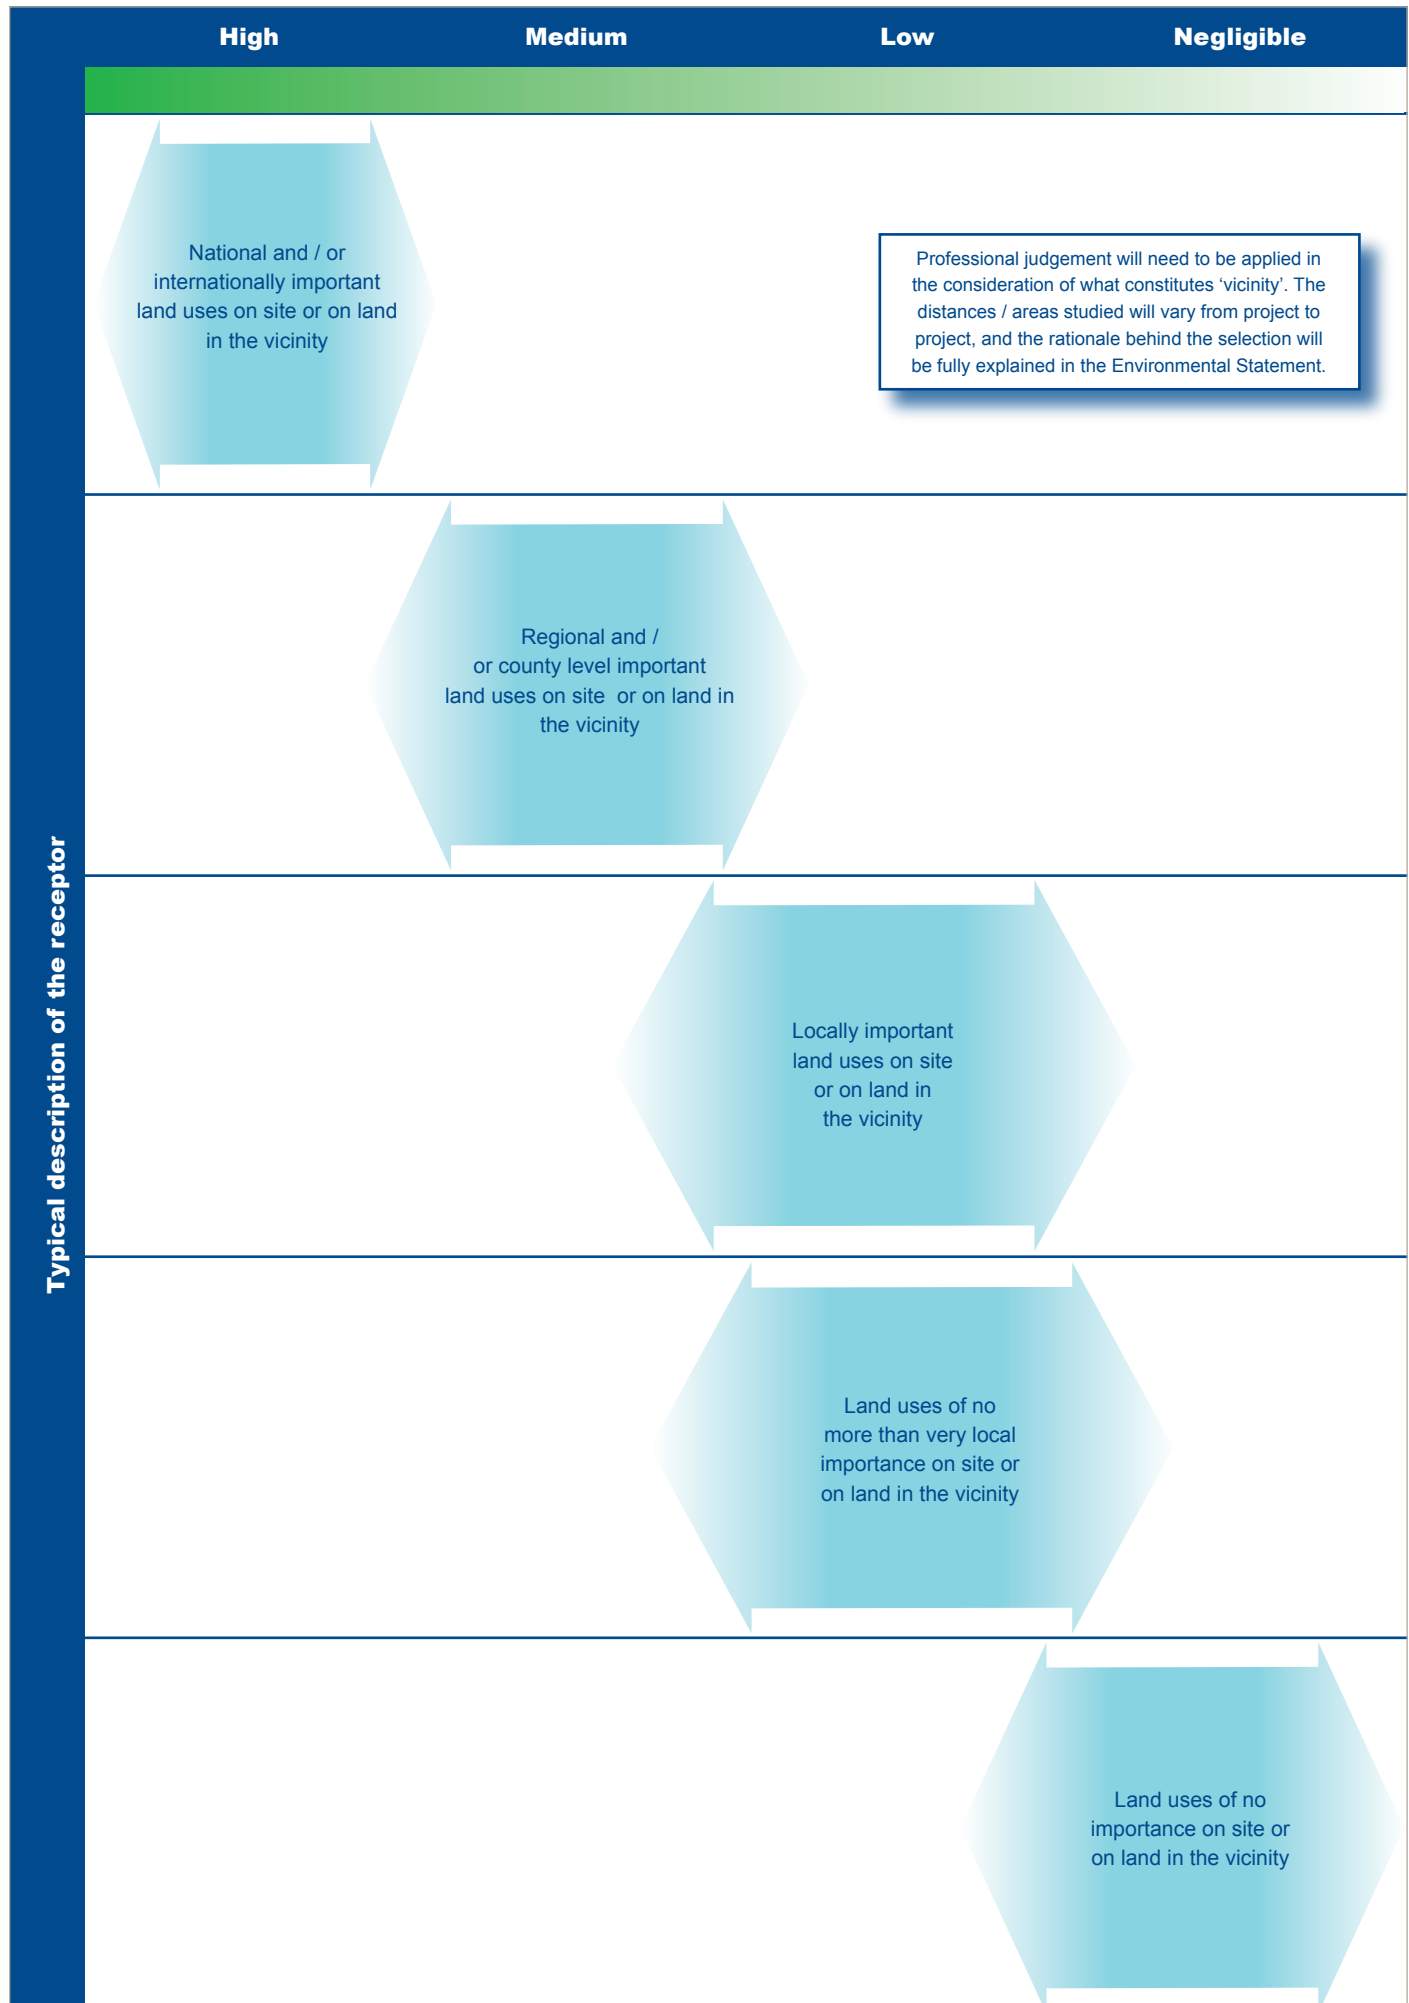 High Medium Low Negligible
Typical description of the receptor
National and / or
internationally important
land uses on site or on land
in the vicinity
Professional judgement will need to be applied in
the consideration of what constitutes ‘vicinity’. The
distances / areas studied will vary from project to
project, and the rationale behind the selection will
be fully explained in the Environmental Statement.
Regional and /
or county level important
land uses on site or on land in
the vicinity
Locally important
land uses on site
or on land in
the vicinity
Land uses of no
more than very local
importance on site or
on land in the vicinity
Land uses of no
importance on site or
on land in the vicinity